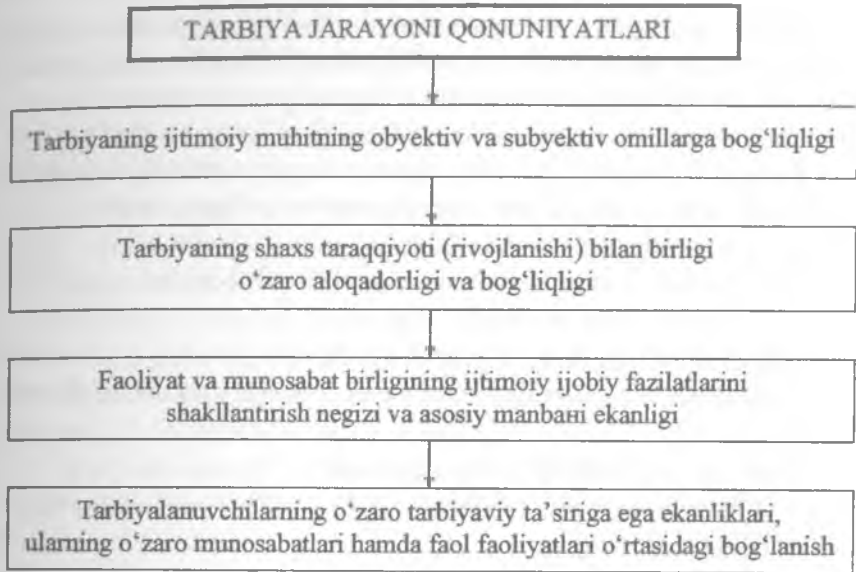 TARBIYA JARAYONI QONUNIYATLARI
Tarbiyaning ijtimoiy muhitning obyektiv va subyektiv omillarga bog‘liqligi
Tarbiyaning shaxs taraqqiyoti (rivojlanishi) bilan birligi
o‘zaro aloqadorligi va bog‘liqligi
Faoliyat va munosabat birligining ijtimoiy ijobiy fazilatlarini
shakllantirish negizi va asosiy manbaнi ekanligi
Tarbiyalanuvchilarning o‘zaro tarbiyaviy ta’siriga ega ekanliklari,
ularning o‘zaro munosabatlari hamda faol faoliyatlari o‘rtasidagi bog‘lanish